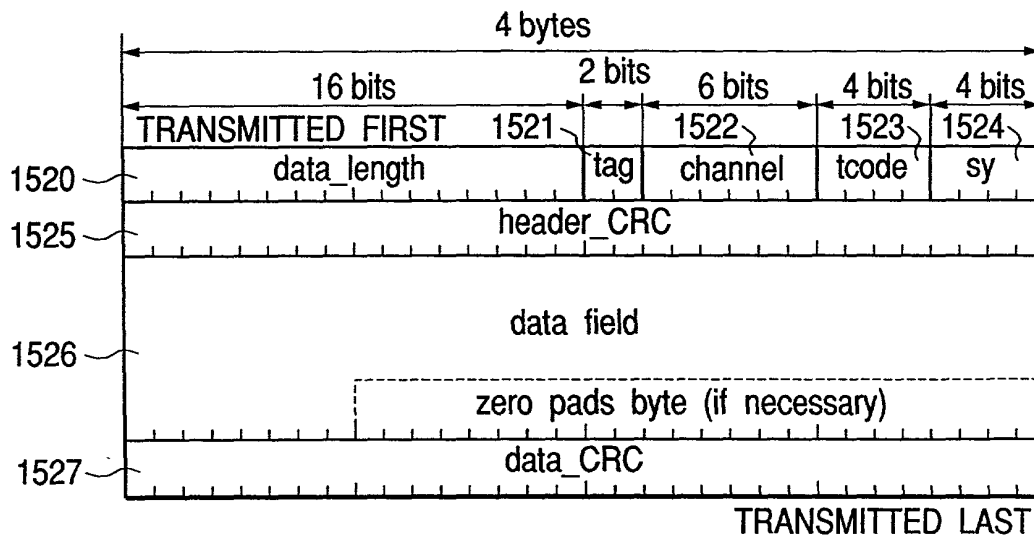 4 bytes
16 bits 2 bits 6 bits 4 bits 4 bits
TRANSMITTED FIRST 1521 1522 1523 1524
1520 data_length tag channel tcode sy
1525 header_CRC
data field
1526
zero pads byte (if necessary)
1527 data_CRC
TRANSMITTED LAST